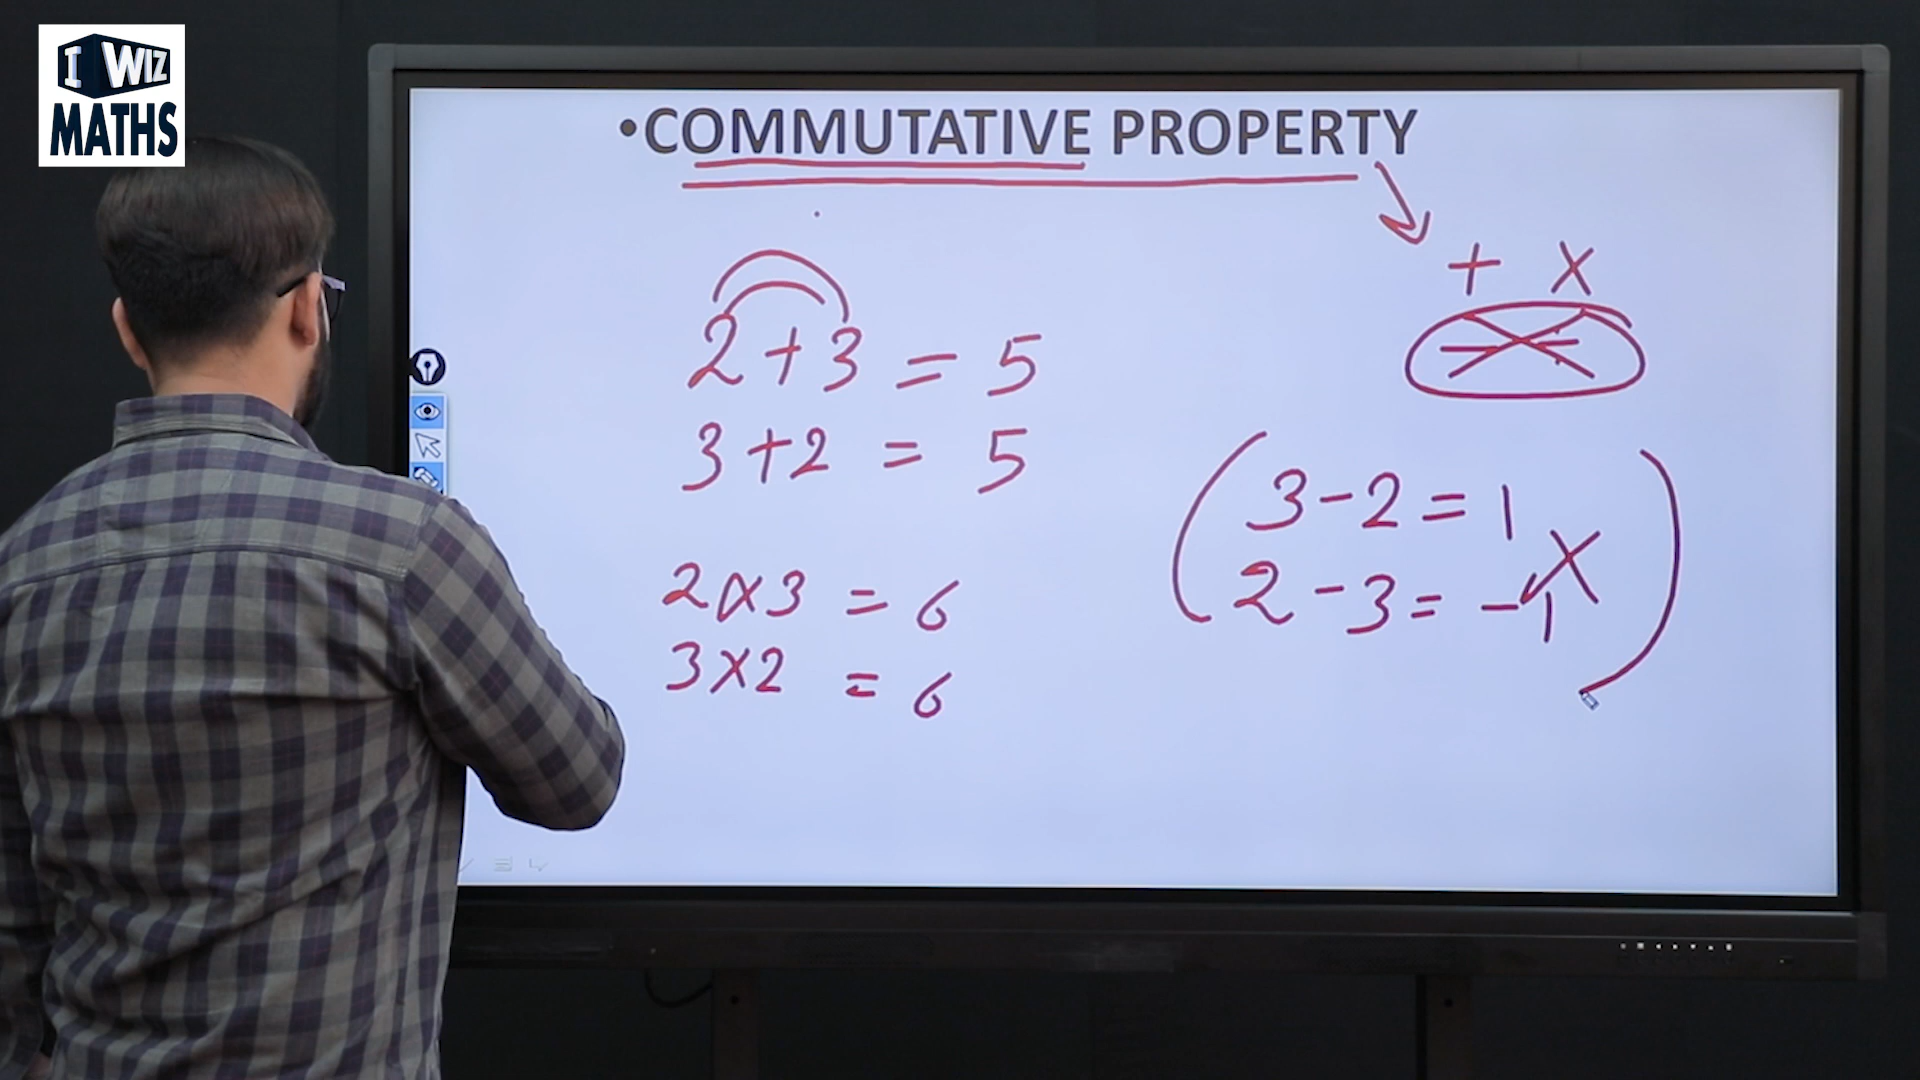 I WIZ
MATHS
•COMMUTATIVE PROPERTY
+ ×
- ÷
2+3 = 5
3+2 = 5
3-2=1
2-3=-1
2×3 = 6
3×2 = 6